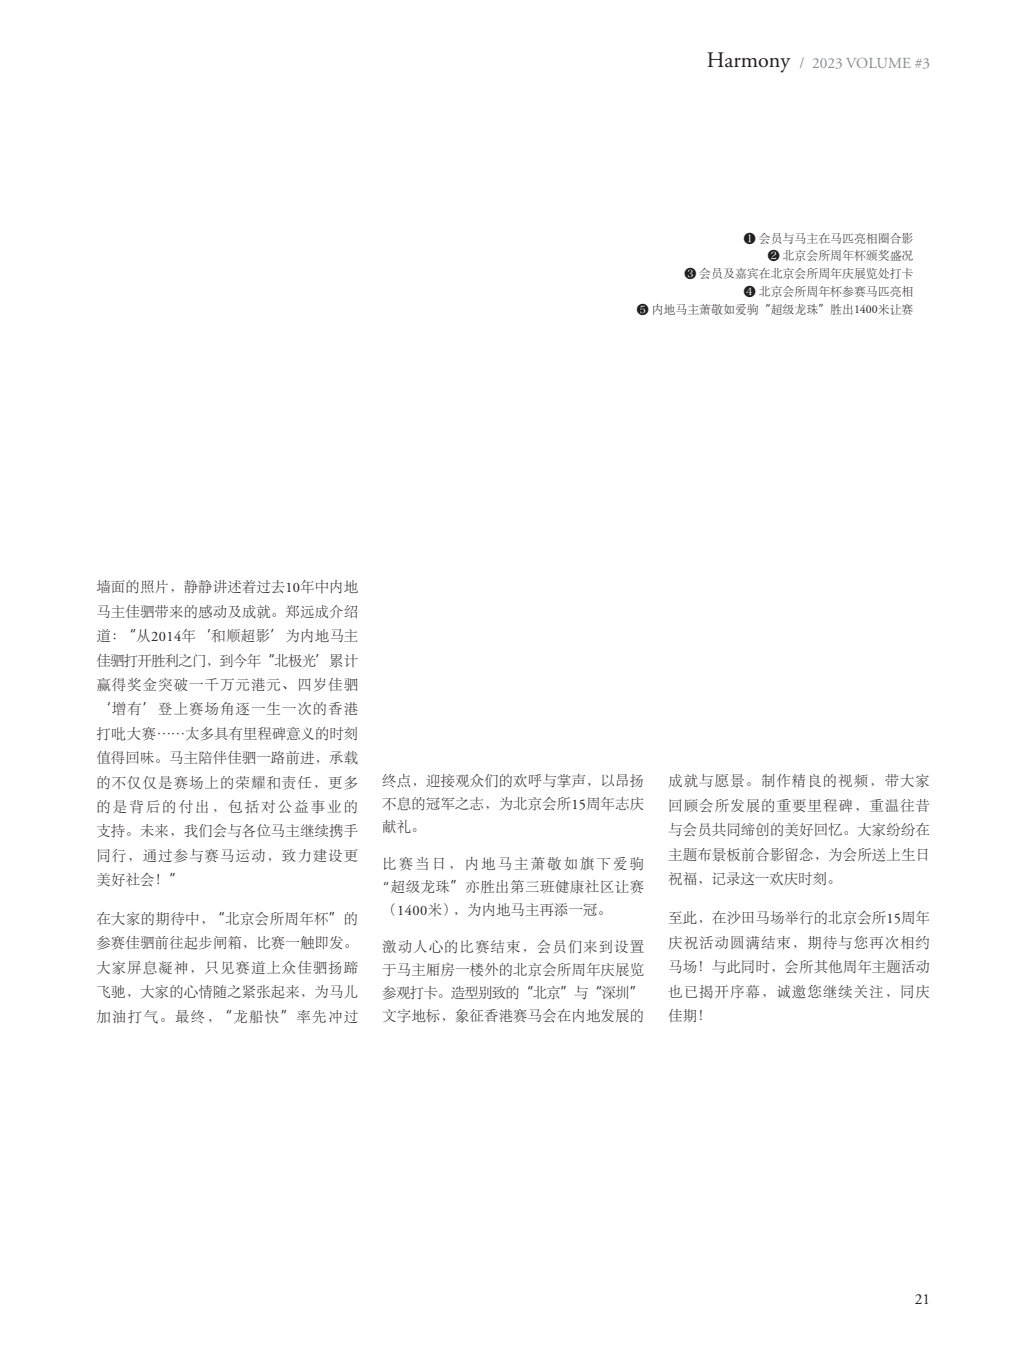 Harmony / 2023 VOLUME #3
❶ 会员与马主在马匹亮相圈合影
❷ 北京会所周年杯颁奖盛况
❸ 会员及嘉宾在北京会所周年庆展览处打卡
❹ 北京会所周年杯参赛马匹亮相
❺ 内地马主萧敬如爱驹“超级龙珠”胜出1400米让赛
墙面的照片，静静讲述着过去10年中内地
马主佳驷带来的感动及成就。郑远成介绍
道：“从2014年‘和顺超影’为内地马主
佳驷打开胜利之门，到今年“北极光’累计
赢得奖金突破一千万元港元、四岁佳驷
‘增有’登上赛场角逐一生一次的香港
打吡大赛……太多具有里程碑意义的时刻
值得回味。马主陪伴佳驷一路前进，承载
的不仅仅是赛场上的荣耀和责任，更多
的是背后的付出，包括对公益事业的
支持。未来，我们会与各位马主继续携手
同行，通过参与赛马运动，致力建设更
美好社会！”
在大家的期待中，“北京会所周年杯”的
参赛佳驷前往起步闸箱，比赛一触即发。
大家屏息凝神，只见赛道上众佳驷扬蹄
飞驰，大家的心情随之紧张起来，为马儿
加油打气。最终，“龙船快”率先冲过
终点，迎接观众们的欢呼与掌声，以昂扬
不息的冠军之志，为北京会所15周年志庆
献礼。
比赛当日，内地马主萧敬如旗下爱驹
“超级龙珠”亦胜出第三班健康社区让赛
（1400米），为内地马主再添一冠。
激动人心的比赛结束，会员们来到设置
于马主厢房一楼外的北京会所周年庆展览
参观打卡。造型别致的“北京”与“深圳”
文字地标，象征香港赛马会在内地发展的
成就与愿景。制作精良的视频，带大家
回顾会所发展的重要里程碑，重温往昔
与会员共同缔创的美好回忆。大家纷纷在
主题布景板前合影留念，为会所送上生日
祝福，记录这一欢庆时刻。
至此，在沙田马场举行的北京会所15周年
庆祝活动圆满结束，期待与您再次相约
马场！与此同时，会所其他周年主题活动
也已揭开序幕，诚邀您继续关注，同庆
佳期！
21